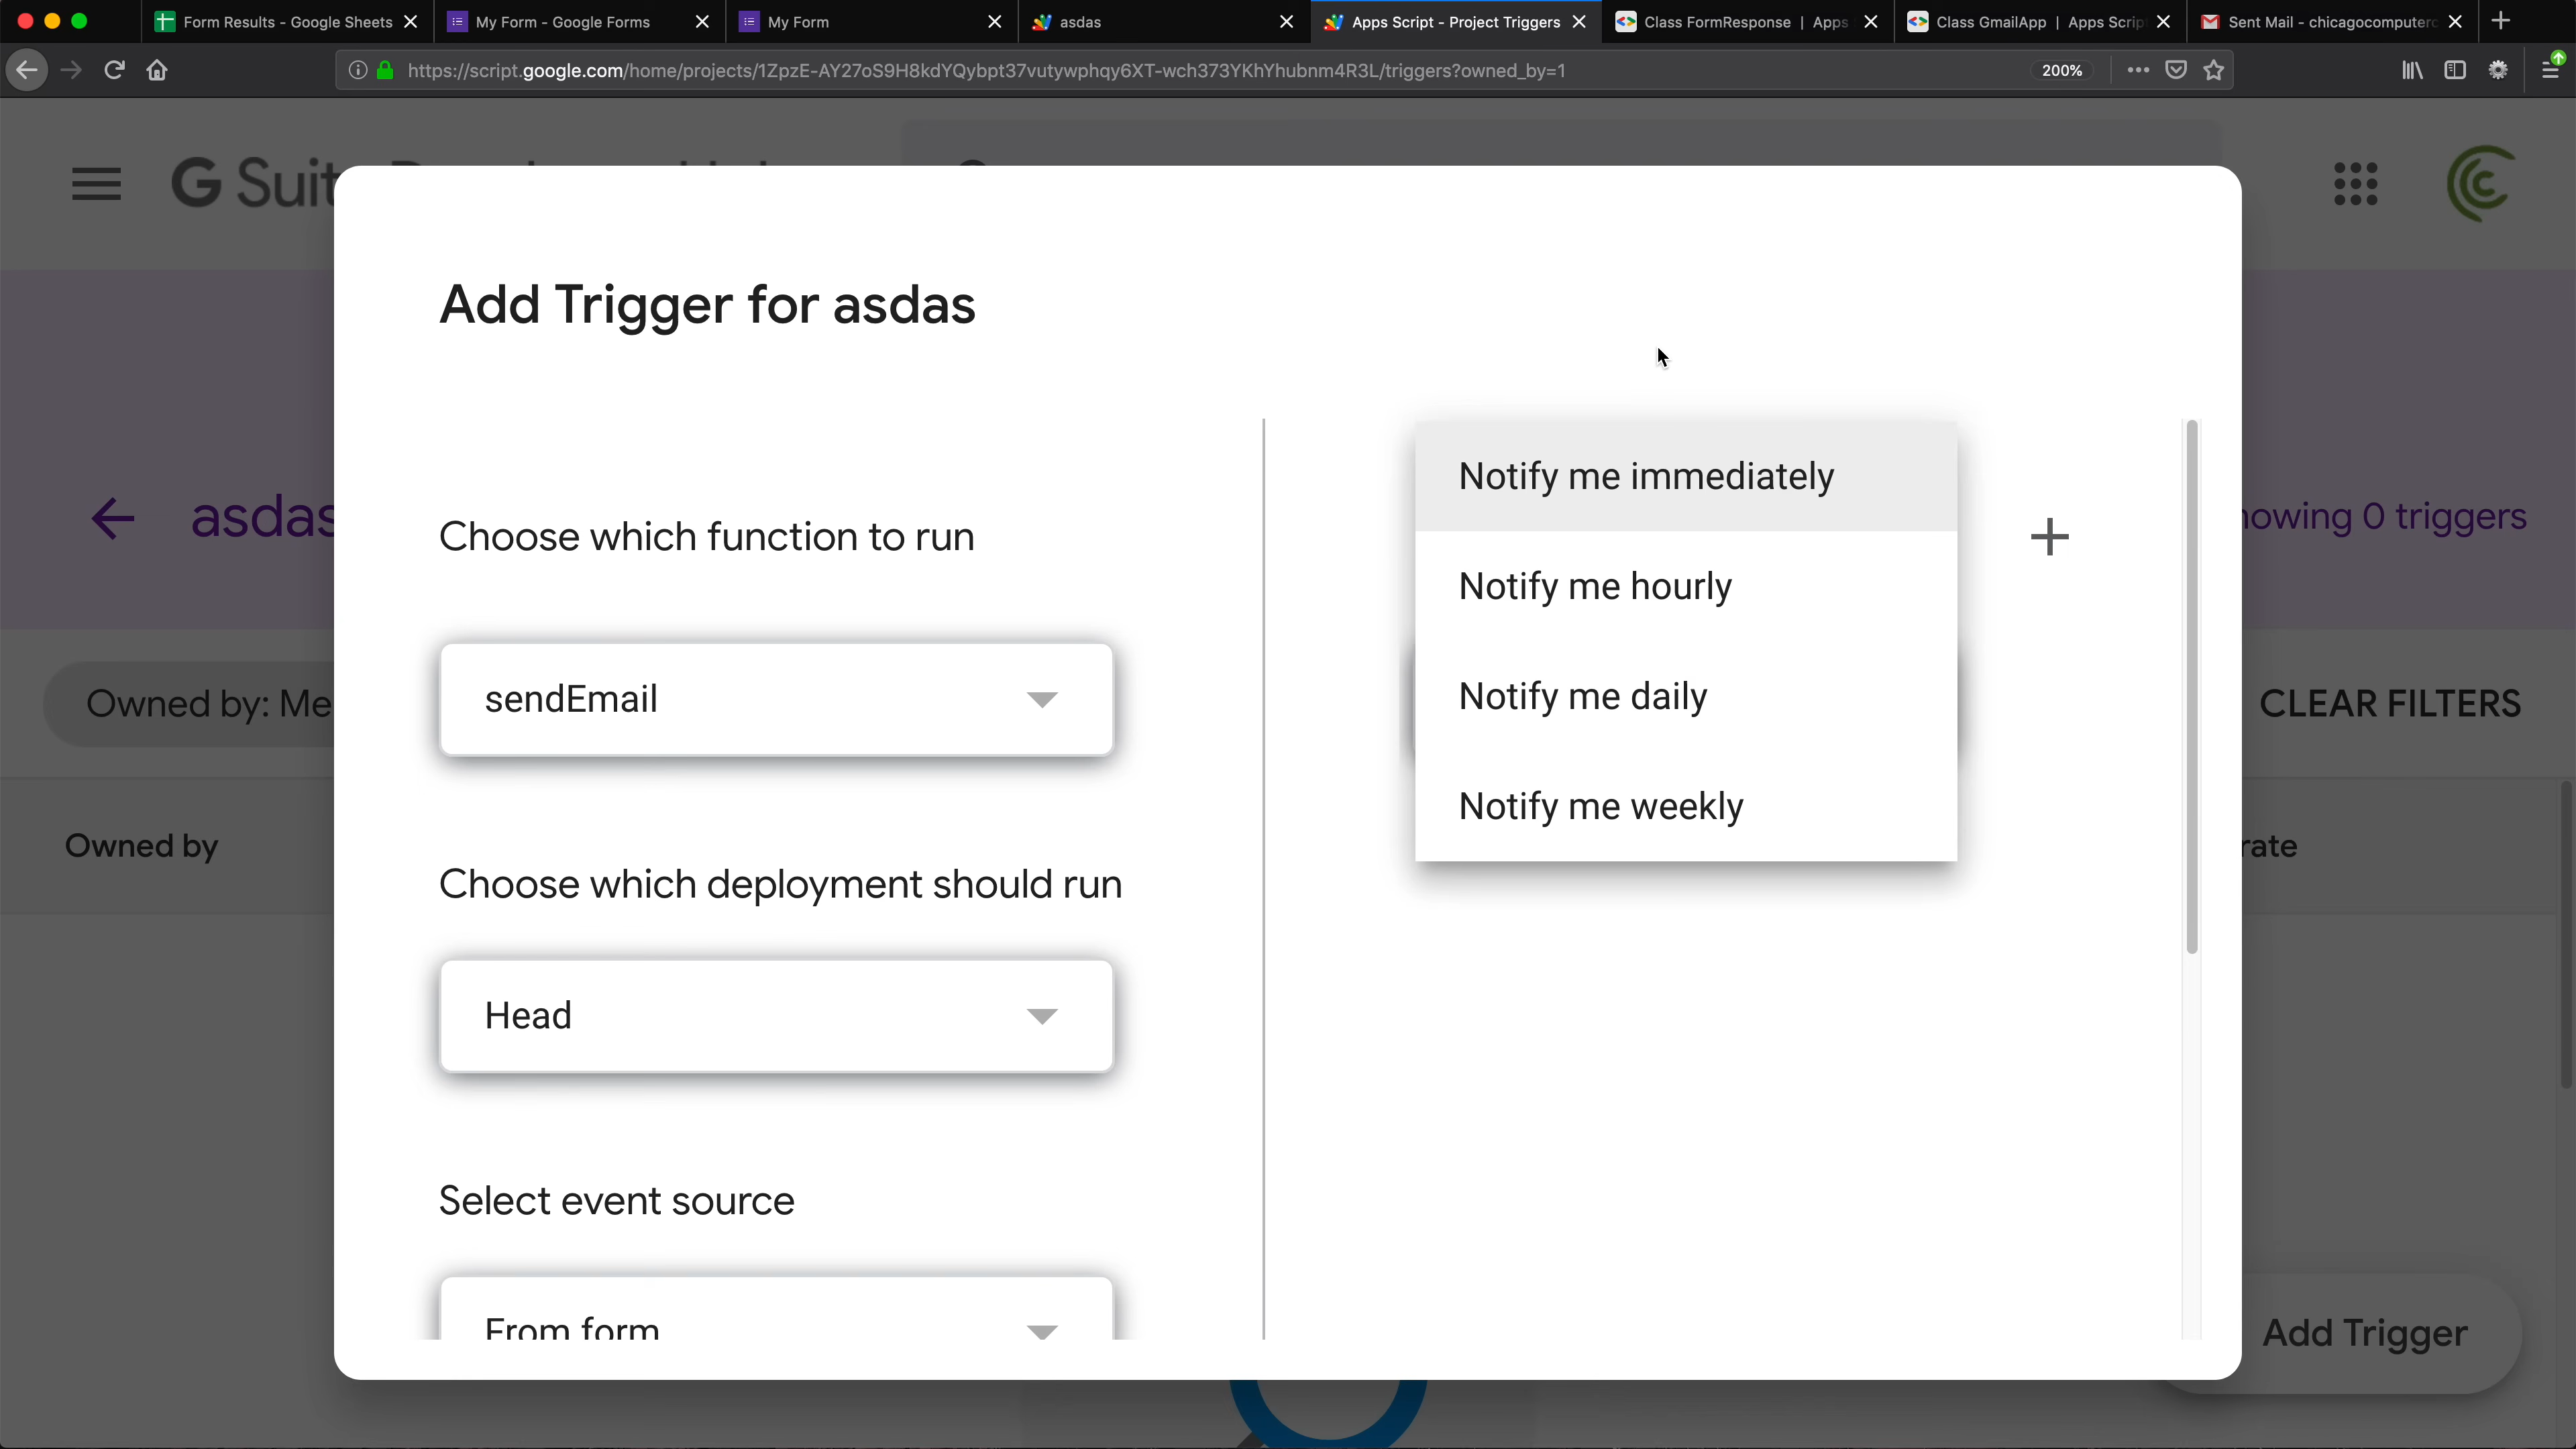 Form Results - Google Sheets
My Form - Google Forms
My Form
asdas
Apps Script - Project Triggers
Class FormResponse | Apps
Class GmailApp | Apps Scrip
Sent Mail - chicagocomputerc
https://script.google.com/home/projects/1ZpzE-AY27oS9H8kdYQybpt37vutywphqy6XT-wch373YKhYhubnm4R3L/triggers?owned_by=1
200%
G Suite
Add Trigger for asdas
asdas
howing 0 triggers
Choose which function to run
sendEmail
Choose which deployment should run
Head
Select event source
From form
Notify me immediately
Notify me hourly
Notify me daily
Notify me weekly
Owned by: Me
CLEAR FILTERS
Owned by
rate
Add Trigger